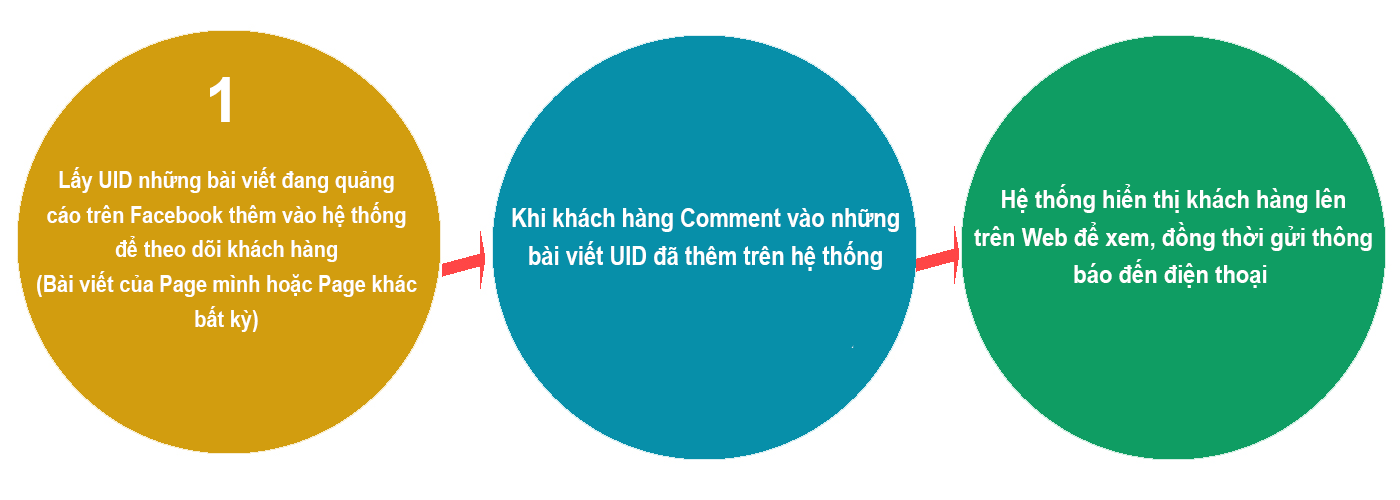 1
Lấy UID những bài viết đang quảng
cáo trên Facebook thêm vào hệ thống
để theo dõi khách hàng
(Bài viết của Page mình hoặc Page khác
bất kỳ)
Khi khách hàng Comment vào những
bài viết UID đã thêm trên hệ thống
Hệ thống hiển thị khách hàng lên
trên Web để xem, đồng thời gửi thông
báo đến điện thoại